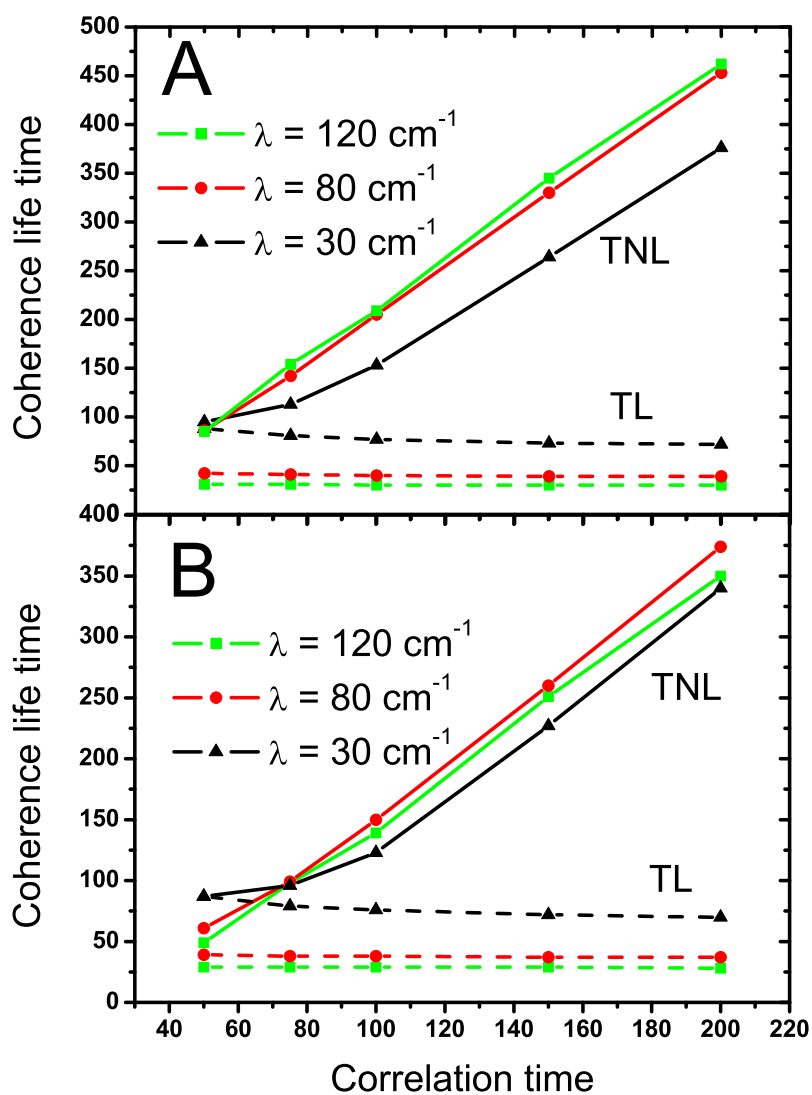 500
A
450
400
λ = 120 cm-1
350
λ = 80 cm-1
300
λ = 30 cm-1
250
TNL
200
150
TL
100
50
Coherence life time
400
B
350
λ = 120 cm-1
300
λ = 80 cm-1
250
TNL
λ = 30 cm-1
200
150
100
TL
50
0
Coherence life time
40 60 80 100 120 140 160 180 200 220
Correlation time